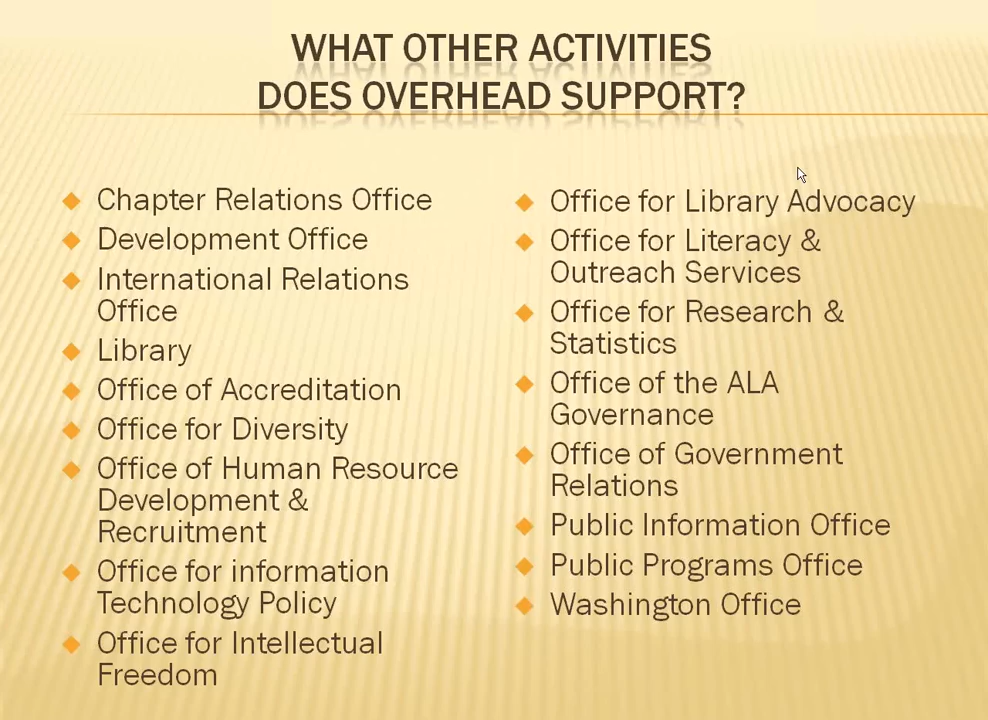 WHAT OTHER ACTIVITIES
DOES OVERHEAD SUPPORT?
Chapter Relations Office
Development Office
International Relations
Office
Library
Office of Accreditation
Office for Diversity
Office of Human Resource
Development &
Recruitment
Office for information
Technology Policy
Office for Intellectual
Freedom
Office for Library Advocacy
Office for Literacy &
Outreach Services
Office for Research &
Statistics
Office of the ALA
Governance
Office of Government
Relations
Public Information Office
Public Programs Office
Washington Office